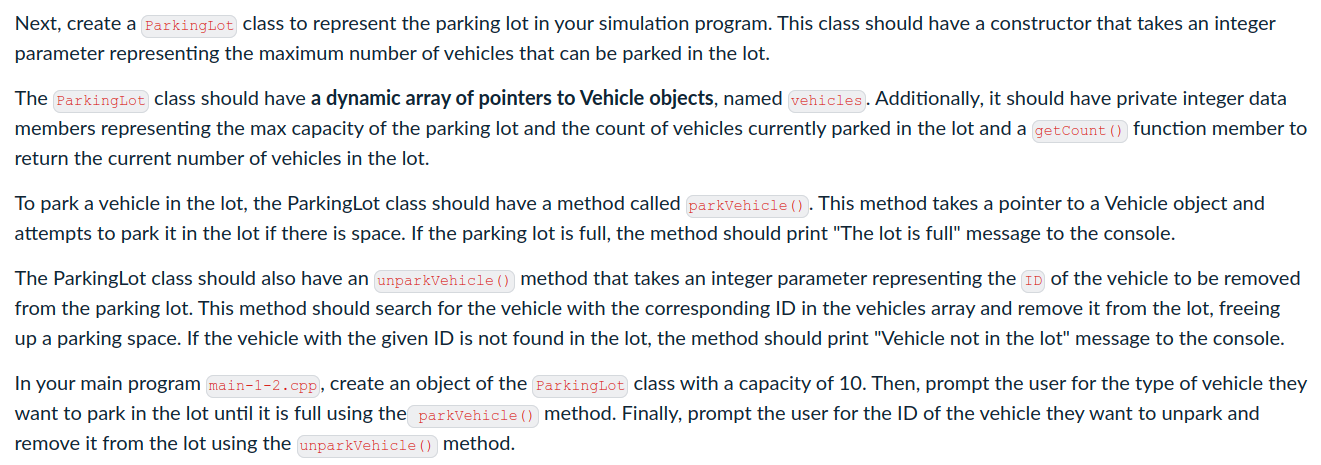 Next, create a ParkingLot class to represent the parking lot in your simulation program. This class should have a constructor that takes an integer
parameter representing the maximum number of vehicles that can be parked in the lot.
The ParkingLot class should have a dynamic array of pointers to Vehicle objects, named vehicles. Additionally, it should have private integer data
members representing the max capacity of the parking lot and the count of vehicles currently parked in the lot and a getCount() function member to
return the current number of vehicles in the lot.
To park a vehicle in the lot, the ParkingLot class should have a method called parkVehicle(). This method takes a pointer to a Vehicle object and
attempts to park it in the lot if there is space. If the parking lot is full, the method should print "The lot is full" message to the console.
The ParkingLot class should also have an unparkVehicle() method that takes an integer parameter representing the ID of the vehicle to be removed
from the parking lot. This method should search for the vehicle with the corresponding ID in the vehicles array and remove it from the lot, freeing
up a parking space. If the vehicle with the given ID is not found in the lot, the method should print "Vehicle not in the lot" message to the console.
In your main program main-1-2.cpp, create an object of the ParkingLot class with a capacity of 10. Then, prompt the user for the type of vehicle they
want to park in the lot until it is full using the parkVehicle() method. Finally, prompt the user for the ID of the vehicle they want to unpark and
remove it from the lot using the unparkVehicle() method.